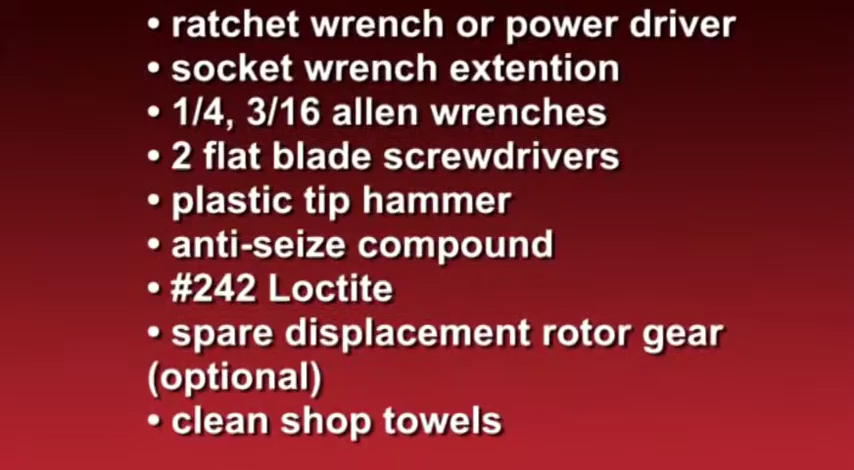 • ratchet wrench or power driver
• socket wrench extention
• 1/4, 3/16 allen wrenches
• 2 flat blade screwdrivers
• plastic tip hammer
• anti-seize compound
• #242 Loctite
• spare displacement rotor gear
(optional)
• clean shop towels